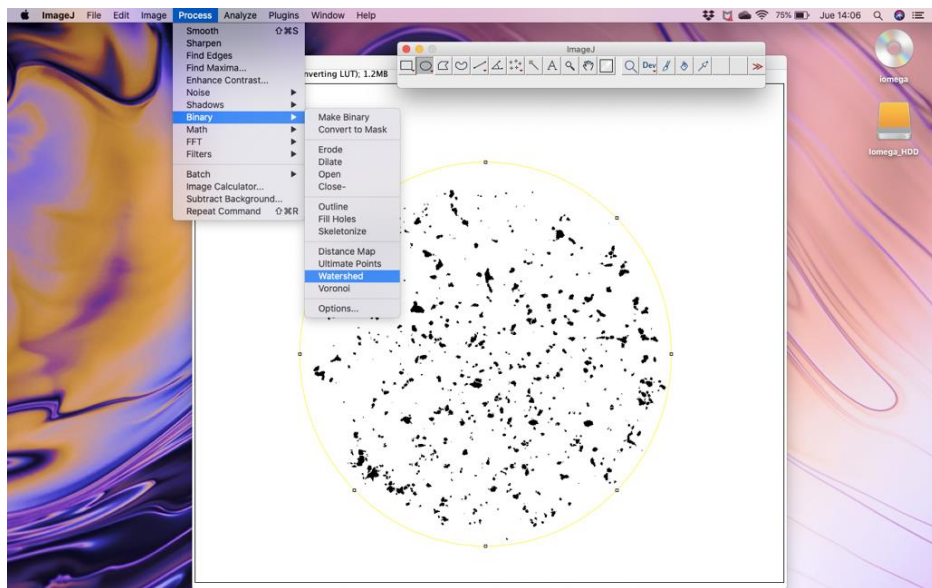 ImageJ File Edit Image Process Analyze Plugins Window Help 75% Jue 14:06
ImageJ
nverting LUT); 1.2MB
Dev
Smooth ⇧⌘S
Sharpen
Find Edges
Find Maxima...
Enhance Contrast...
Noise
Shadows
Binary
Math
FFT
Filters
Batch
Image Calculator...
Subtract Background...
Repeat Command ⇧⌘R
Make Binary
Convert to Mask
Erode
Dilate
Open
Close-
Outline
Fill Holes
Skeletonize
Distance Map
Ultimate Points
Watershed
Voronoi
Options...
iomega
Iomega_HDD